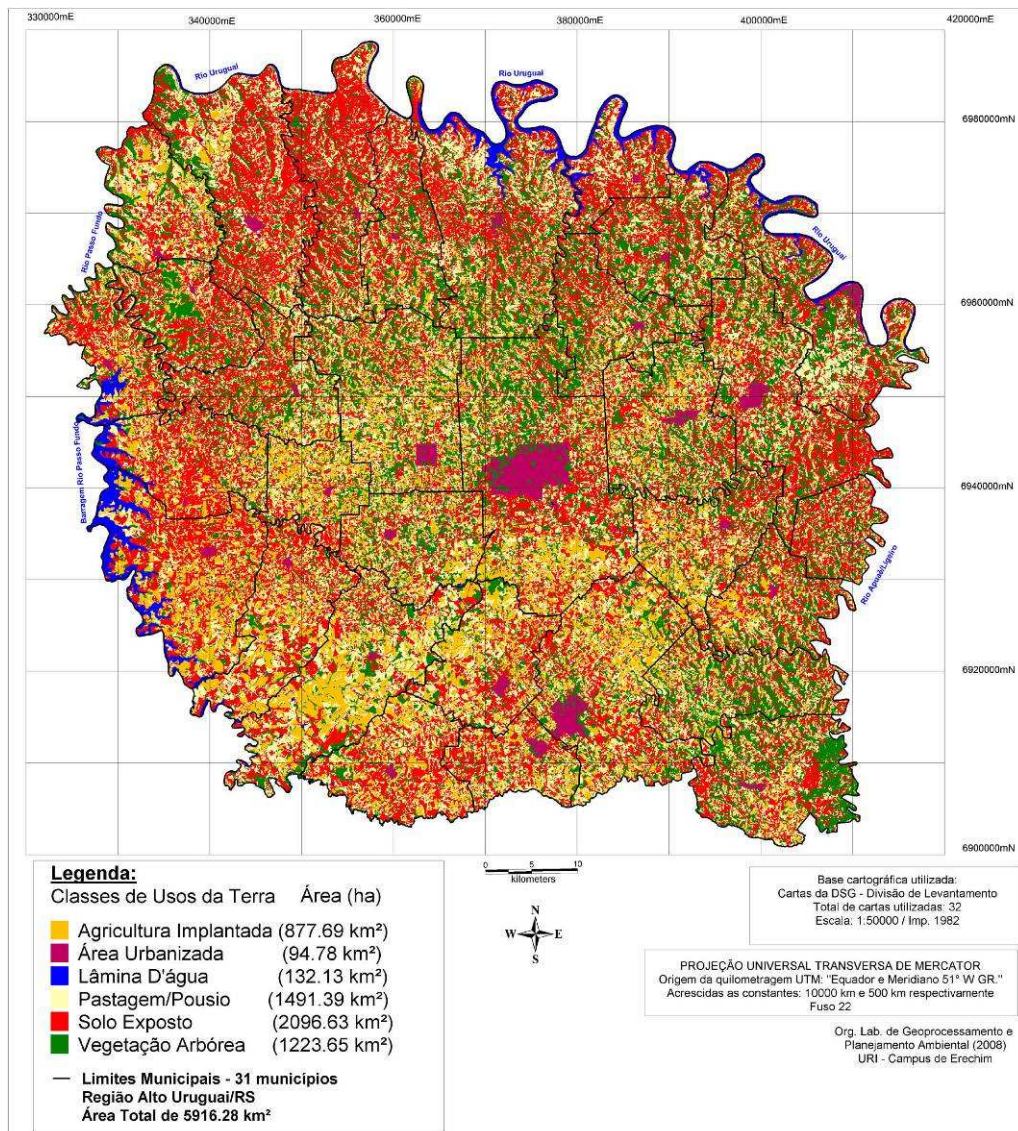 330000mE
340000mE
360000mE
380000mE
400000mE
420000mE
Rio Uruguai
Rio Uruguai
6980000mN
Rio Passo Fundo
Rio Uruguai
6960000mN
Barragem Rio Passo Fundo
6940000mN
Rio Apuaê/Ligeiro
6920000mN
6900000mN
Legenda:
Classes de Usos da Terra Área (ha)
Agricultura Implantada (877.69 km²)
Área Urbanizada (94.78 km²)
Lâmina D'água (132.13 km²)
Pastagem/Pousio (1491.39 km²)
Solo Exposto (2096.63 km²)
Vegetação Arbórea (1223.65 km²)
Limites Municipais - 31 municípios
Região Alto Uruguai/RS
Área Total de 5916.28 km²
0 5 10
kilometers
N
W E
S
Base cartográfica utilizada:
Cartas da DSG - Divisão de Levantamento
Total de cartas utilizadas: 32
Escala: 1:50000 / Imp. 1982
PROJEÇÃO UNIVERSAL TRANSVERSA DE MERCATOR
Origem da quilometragem UTM: "Equador e Meridiano 51° W GR."
Acrescidas as constantes: 10000 km e 500 km respectivamente
Fuso 22
Org. Lab. de Geoprocessamento e
Planejamento Ambiental (2008)
URI - Campus de Erechim